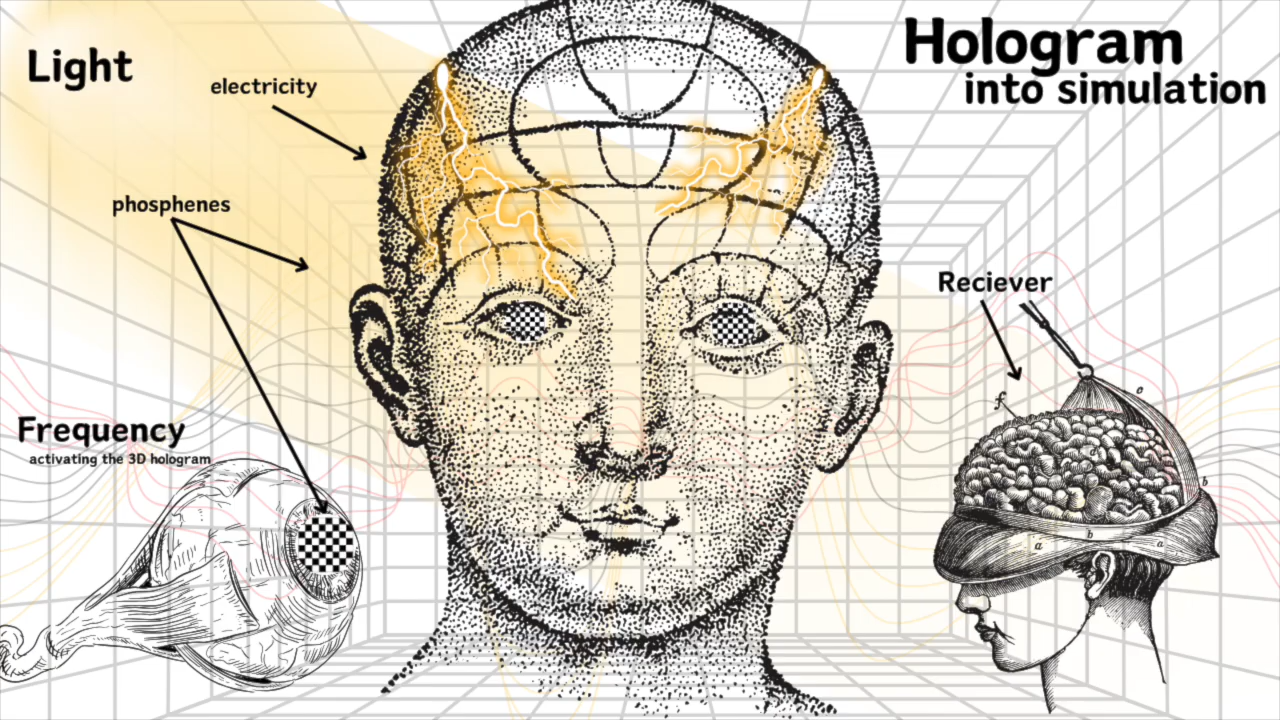 Light
electricity
phosphenes
Frequency
activating the 3D hologram
Hologram
into simulation
Reciever
f
o
b
a
b
a